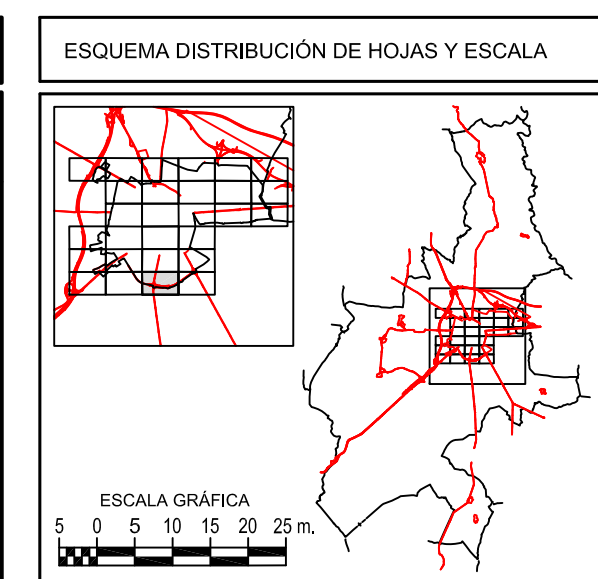 ESQUEMA DISTRIBUCIÓN DE HOJAS Y ESCALA
ESCALA GRÁFICA
5 0 5 10 15 20 25 m.